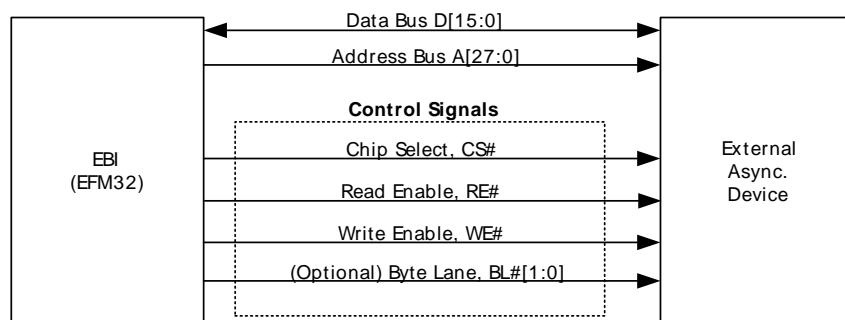 Data Bus D[15:0]
Address Bus A[27:0]
Control Signals
Chip Select, CS#
Read Enable, RE#
Write Enable, WE#
(Optional) Byte Lane, BL#[1:0]
EBI
(EFM32)
External
Async.
Device